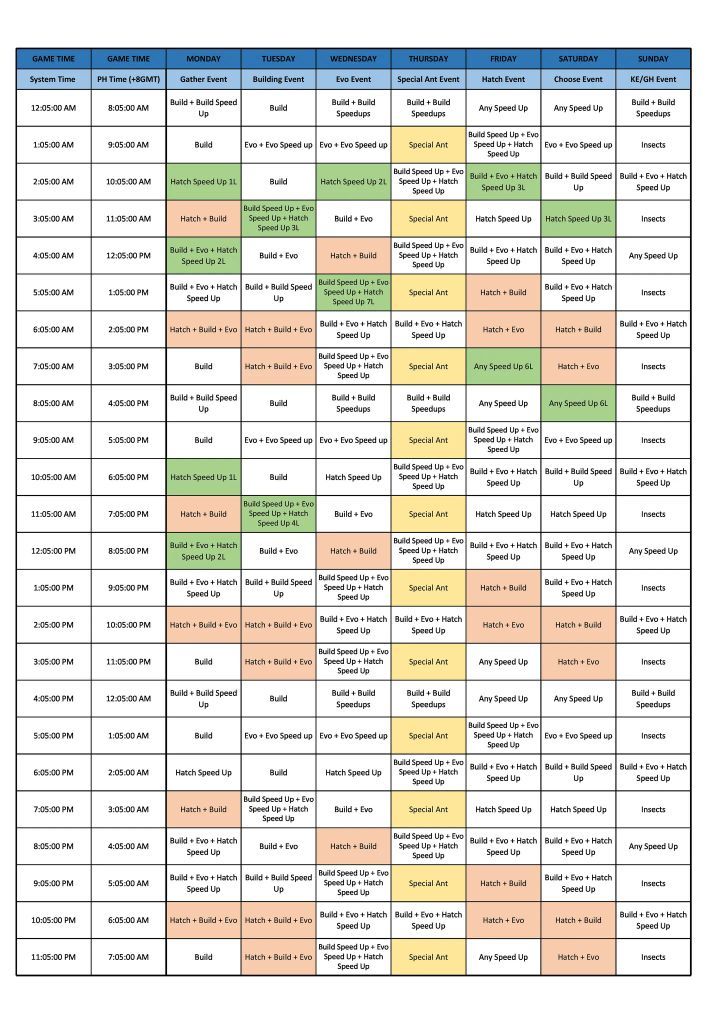 GAME TIME GAME TIME MONDAY TUESDAY WEDNESDAY THURSDAY FRIDAY SATURDAY SUNDAY
System Time PH Time (+8GMT) Gather Event Building Event Evo Event Special Ant Event Hatch Event Choose Event KE/GH Event
12:05:00 AM 8:05:00 AM Build + Build Speed Up Build Build + Build Speedups Build + Build Speedups Any Speed Up Any Speed Up Build + Build Speedups
1:05:00 AM 9:05:00 AM Build Evo + Evo Speed up Evo + Evo Speed up Special Ant Build Speed Up + Evo Speed Up + Hatch Speed Up Evo + Evo Speed up Insects
2:05:00 AM 10:05:00 AM Hatch Speed Up 1L Build Hatch Speed Up 2L Build Speed Up + Evo Speed Up + Hatch Speed Up Build + Evo + Hatch Speed Up 3L Build + Build Speed Up Build + Evo + Hatch Speed Up
3:05:00 AM 11:05:00 AM Hatch + Build Build Speed Up + Evo Speed Up + Hatch Speed Up 3L Build + Evo Special Ant Hatch Speed Up Hatch Speed Up 3L Insects
4:05:00 AM 12:05:00 PM Build + Evo + Hatch Speed Up 2L Build + Evo Hatch + Build Build Speed Up + Evo Speed Up + Hatch Speed Up Build + Evo + Hatch Speed Up Build + Evo + Hatch Speed Up Any Speed Up
5:05:00 AM 1:05:00 PM Build + Evo + Hatch Speed Up Build + Build Speed Up Build Speed Up + Evo Speed Up + Hatch Speed Up 7L Special Ant Hatch + Build Build + Evo + Hatch Speed Up Insects
6:05:00 AM 2:05:00 PM Hatch + Build + Evo Hatch + Build + Evo Build + Evo + Hatch Speed Up Build + Evo + Hatch Speed Up Hatch + Evo Hatch + Build Build + Evo + Hatch Speed Up
7:05:00 AM 3:05:00 PM Build Hatch + Build + Evo Build Speed Up + Evo Speed Up + Hatch Speed Up Special Ant Any Speed Up 6L Hatch + Evo Insects
8:05:00 AM 4:05:00 PM Build + Build Speed Up Build Build + Build Speedups Build + Build Speedups Any Speed Up Any Speed Up 6L Build + Build Speedups
9:05:00 AM 5:05:00 PM Build Evo + Evo Speed up Evo + Evo Speed up Special Ant Build Speed Up + Evo Speed Up + Hatch Speed Up Evo + Evo Speed up Insects
10:05:00 AM 6:05:00 PM Hatch Speed Up 1L Build Hatch Speed Up Build Speed Up + Evo Speed Up + Hatch Speed Up Build + Evo + Hatch Speed Up Build + Build Speed Up Build + Evo + Hatch Speed Up
11:05:00 AM 7:05:00 PM Hatch + Build Build Speed Up + Evo Speed Up + Hatch Speed Up 4L Build + Evo Special Ant Hatch Speed Up Hatch Speed Up Insects
12:05:00 PM 8:05:00 PM Build + Evo + Hatch Speed Up 2L Build + Evo Hatch + Build Build Speed Up + Evo Speed Up + Hatch Speed Up Build + Evo + Hatch Speed Up Build + Evo + Hatch Speed Up Any Speed Up
1:05:00 PM 9:05:00 PM Build + Evo + Hatch Speed Up Build + Build Speed Up Build Speed Up + Evo Speed Up + Hatch Speed Up Special Ant Hatch + Build Build + Evo + Hatch Speed Up Insects
2:05:00 PM 10:05:00 PM Hatch + Build + Evo Hatch + Build + Evo Build + Evo + Hatch Speed Up Build + Evo + Hatch Speed Up Hatch + Evo Hatch + Build Build + Evo + Hatch Speed Up
3:05:00 PM 11:05:00 PM Build Hatch + Build + Evo Build Speed Up + Evo Speed Up + Hatch Speed Up Special Ant Any Speed Up Hatch + Evo Insects
4:05:00 PM 12:05:00 AM Build + Build Speed Up Build Build + Build Speedups Build + Build Speedups Any Speed Up Any Speed Up Build + Build Speedups
5:05:00 PM 1:05:00 AM Build Evo + Evo Speed up Evo + Evo Speed up Special Ant Build Speed Up + Evo Speed Up + Hatch Speed Up Evo + Evo Speed up Insects
6:05:00 PM 2:05:00 AM Hatch Speed Up Build Hatch Speed Up Build Speed Up + Evo Speed Up + Hatch Speed Up Build + Evo + Hatch Speed Up Build + Build Speed Up Build + Evo + Hatch Speed Up
7:05:00 PM 3:05:00 AM Hatch + Build Build Speed Up + Evo Speed Up + Hatch Speed Up Build + Evo Special Ant Hatch Speed Up Hatch Speed Up Insects
8:05:00 PM 4:05:00 AM Build + Evo + Hatch Speed Up Build + Evo Hatch + Build Build Speed Up + Evo Speed Up + Hatch Speed Up Build + Evo + Hatch Speed Up Build + Evo + Hatch Speed Up Any Speed Up
9:05:00 PM 5:05:00 AM Build + Evo + Hatch Speed Up Build + Build Speed Up Build Speed Up + Evo Speed Up + Hatch Speed Up Special Ant Hatch + Build Build + Evo + Hatch Speed Up Insects
10:05:00 PM 6:05:00 AM Hatch + Build + Evo Hatch + Build + Evo Build + Evo + Hatch Speed Up Build + Evo + Hatch Speed Up Hatch + Evo Hatch + Build Build + Evo + Hatch Speed Up
11:05:00 PM 7:05:00 AM Build Hatch + Build + Evo Build Speed Up + Evo Speed Up + Hatch Speed Up Special Ant Any Speed Up Hatch + Evo Insects